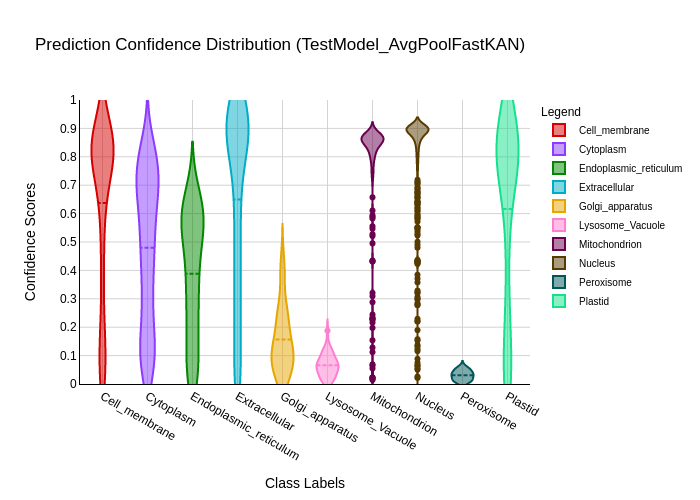 Prediction Confidence Distribution (TestModel_AvgPoolFastKAN)
Confidence Scores
1
0.9
0.8
0.7
0.6
0.5
0.4
0.3
0.2
0.1
0
Cell_membrane
Cytoplasm
Endoplasmic_reticulum
Extracellular
Golgi_apparatus
Lysosome_Vacuole
Mitochondrion
Nucleus
Peroxisome
Plastid
Class Labels
Legend
Cell_membrane
Cytoplasm
Endoplasmic_reticulum
Extracellular
Golgi_apparatus
Lysosome_Vacuole
Mitochondrion
Nucleus
Peroxisome
Plastid